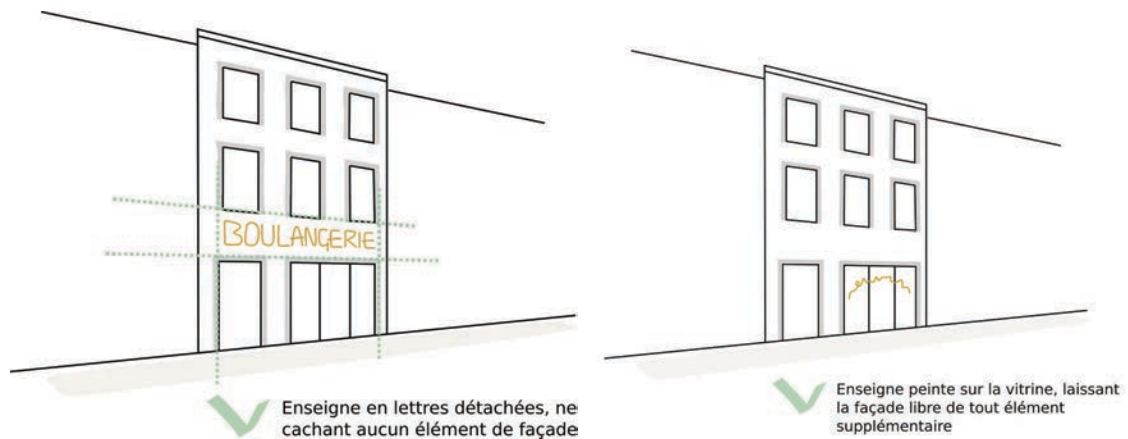 BOULANGERIE
Enseigne en lettres détachées, ne
cachant aucun élément de façade
Enseigne peinte sur la vitrine, laissant
la façade libre de tout élément
supplémentaire